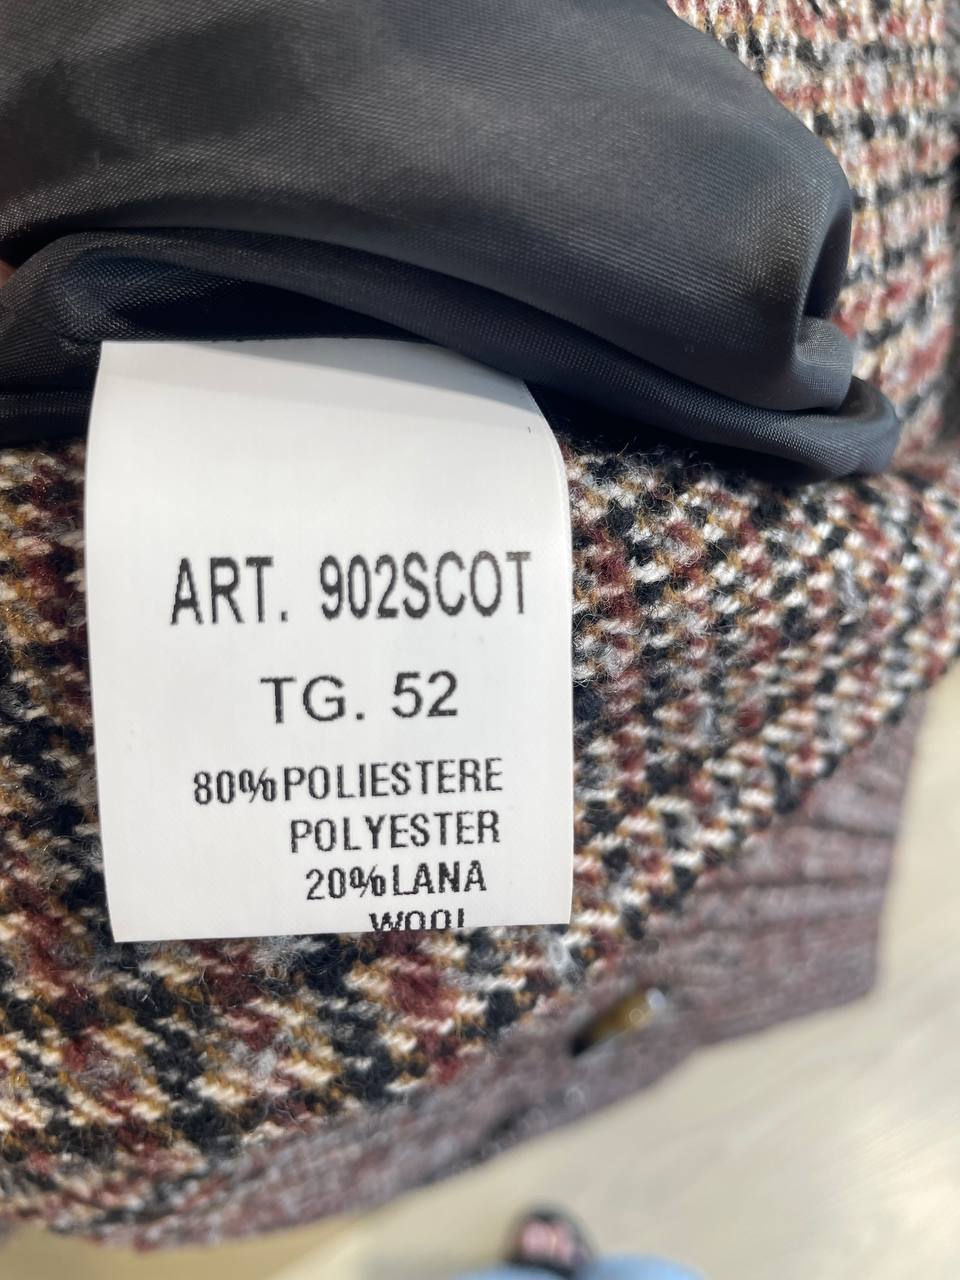 ART. 902SCOT
TG. 52
80%POLIESTERE
POLYESTER
20%LANA
WOOL